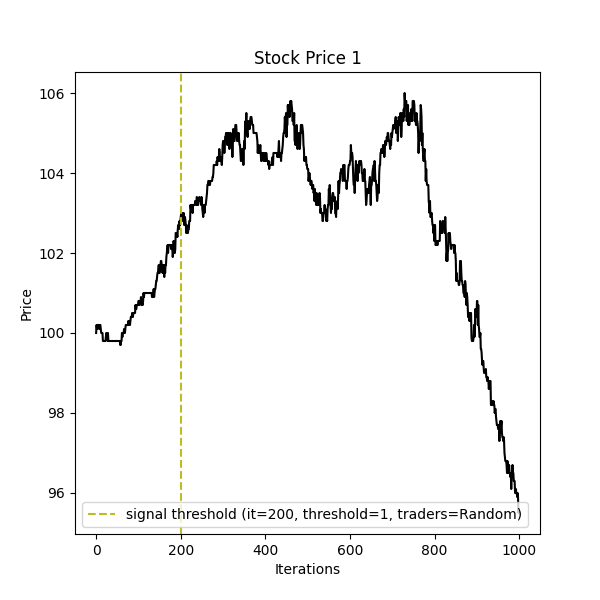 Stock Price 1
106
104
102
100
98
96
Price
signal threshold (it=200, threshold=1, traders=Random)
0 200 400 600 800 1000
Iterations